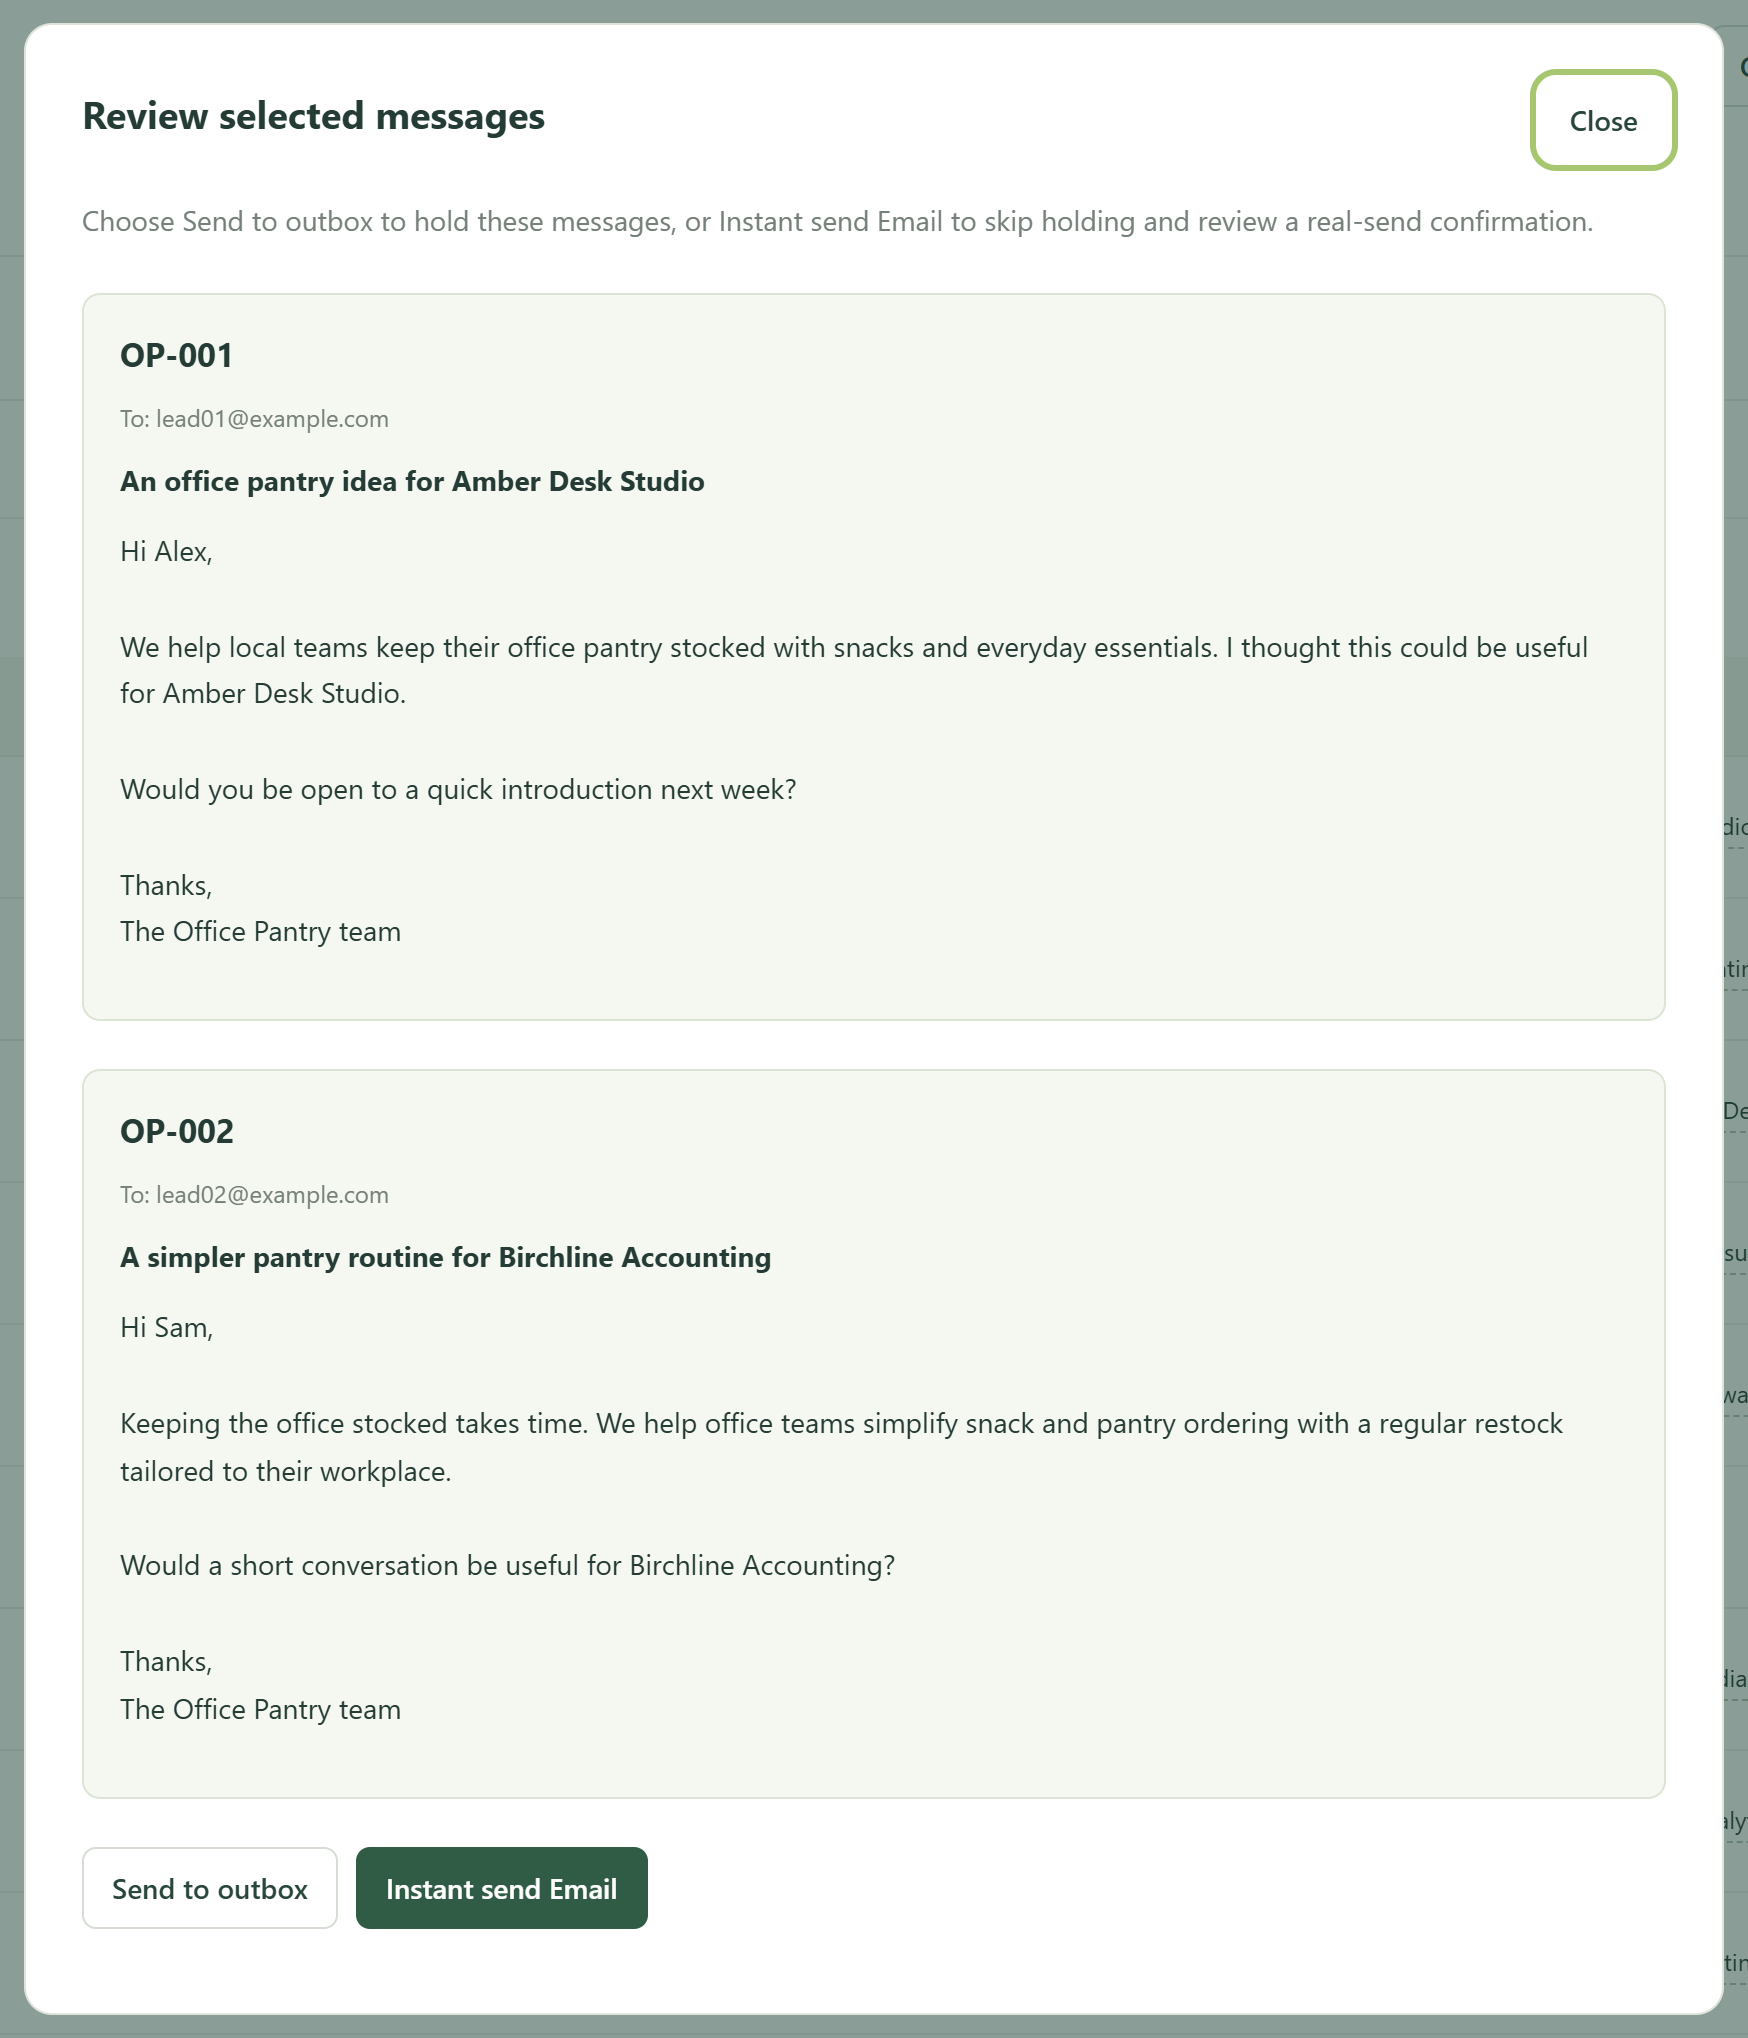 Review selected messages
Close
Choose Send to outbox to hold these messages, or Instant send Email to skip holding and review a real-send confirmation.
OP-001
To: lead01@example.com
An office pantry idea for Amber Desk Studio
Hi Alex,
We help local teams keep their office pantry stocked with snacks and everyday essentials. I thought this could be useful
for Amber Desk Studio.
Would you be open to a quick introduction next week?
Thanks,
The Office Pantry team
OP-002
To: lead02@example.com
A simpler pantry routine for Birchline Accounting
Hi Sam,
Keeping the office stocked takes time. We help office teams simplify snack and pantry ordering with a regular restock
tailored to their workplace.
Would a short conversation be useful for Birchline Accounting?
Thanks,
The Office Pantry team
Send to outbox
Instant send Email